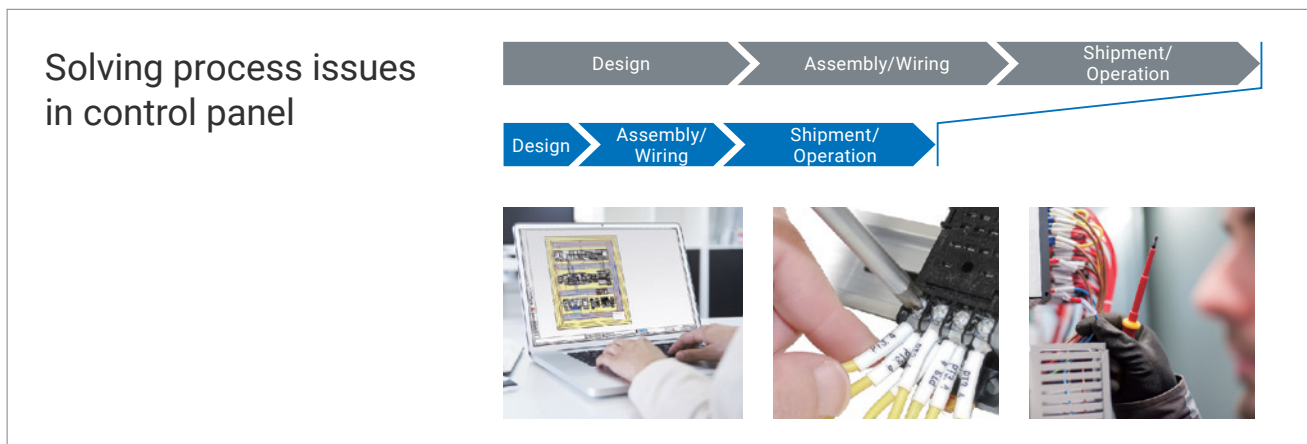 Solving process issues
in control panel
Design
Assembly/Wiring
Shipment/
Operation
Design
Assembly/
Wiring
Shipment/
Operation